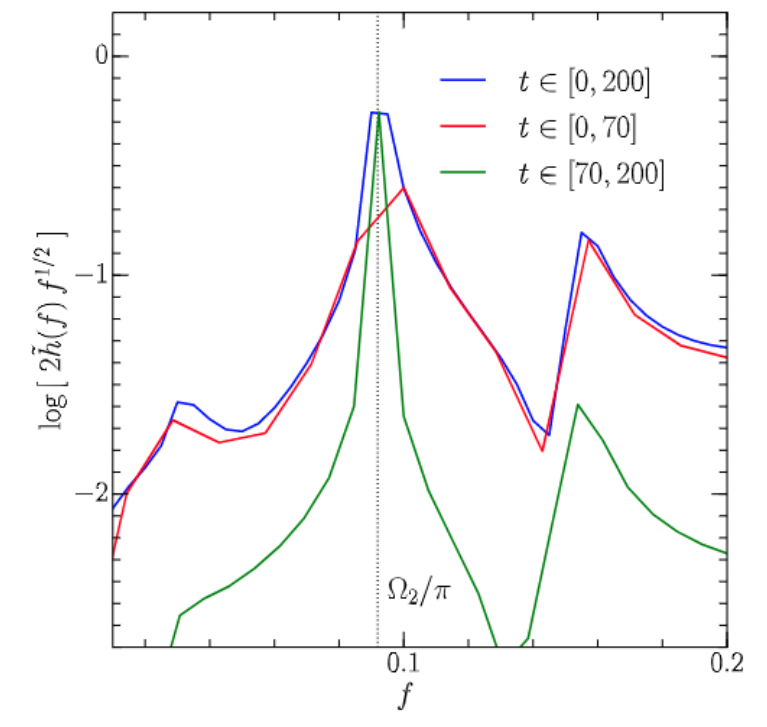 0
−1
−2
log [ 2h̃(f) f^{1/2} ]
t ∈ [0, 200]
t ∈ [0, 70]
t ∈ [70, 200]
Ω₂/π
0.1
0.2
f